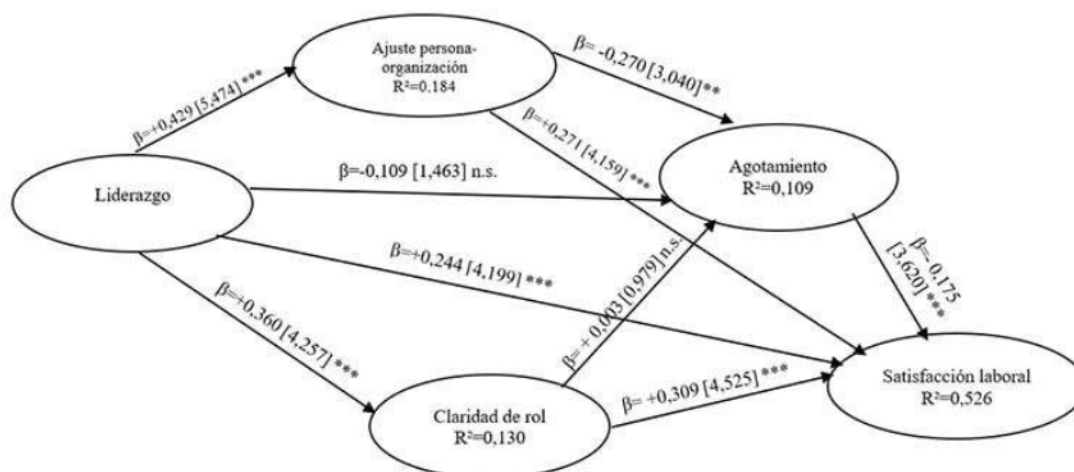 Ajuste persona-
organización
R²=0.184
β= -0,270 [3,040]**
β=+0,429 [5,474]***
β=+0,271 [4,159]***
Agotamiento
R²=0,109
β=-0,109 [1,463] n.s.
Liderazgo
β=+0,244 [4,199]***
β= + 0,003 [0,979] n.s.
β=- 0,175
[3,620]***
β=+0,360 [4,257]***
Satisfacción laboral
R²=0,526
β= +0,309 [4,525]***
Claridad de rol
R²=0,130